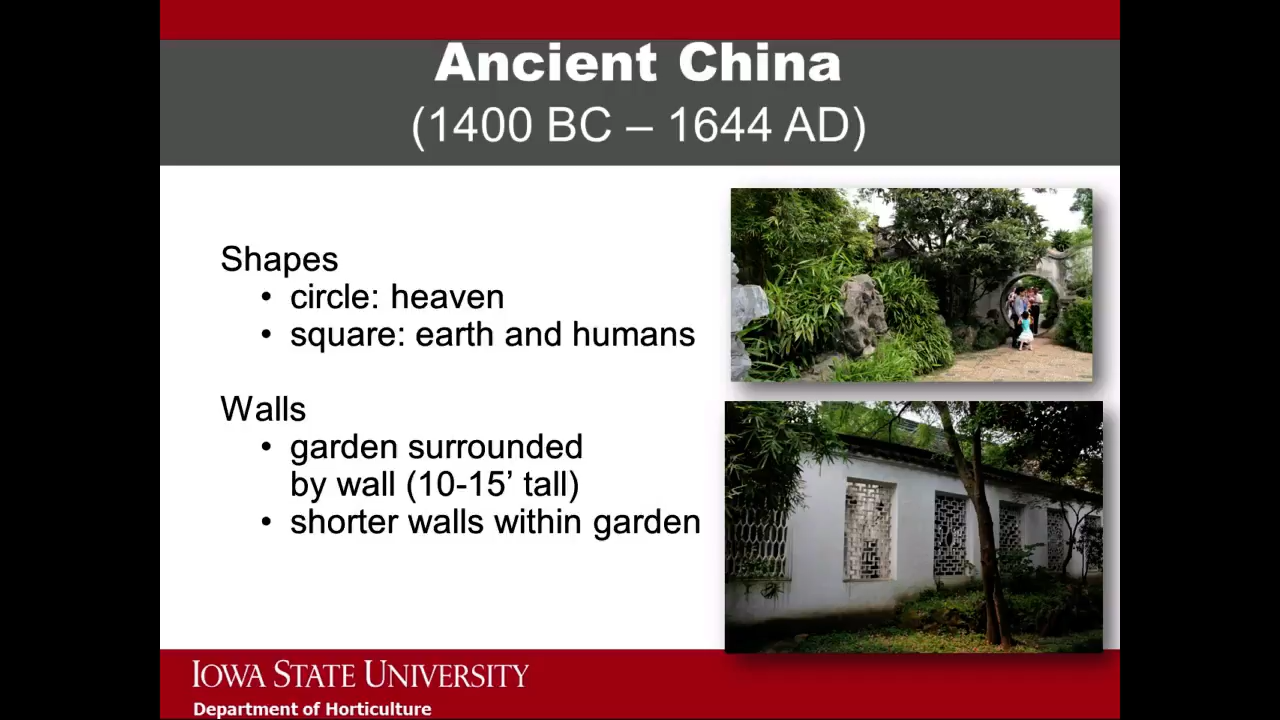 Ancient China
(1400 BC – 1644 AD)
Shapes
• circle: heaven
• square: earth and humans
Walls
• garden surrounded
by wall (10-15’ tall)
• shorter walls within garden
IOWA STATE UNIVERSITY
Department of Horticulture